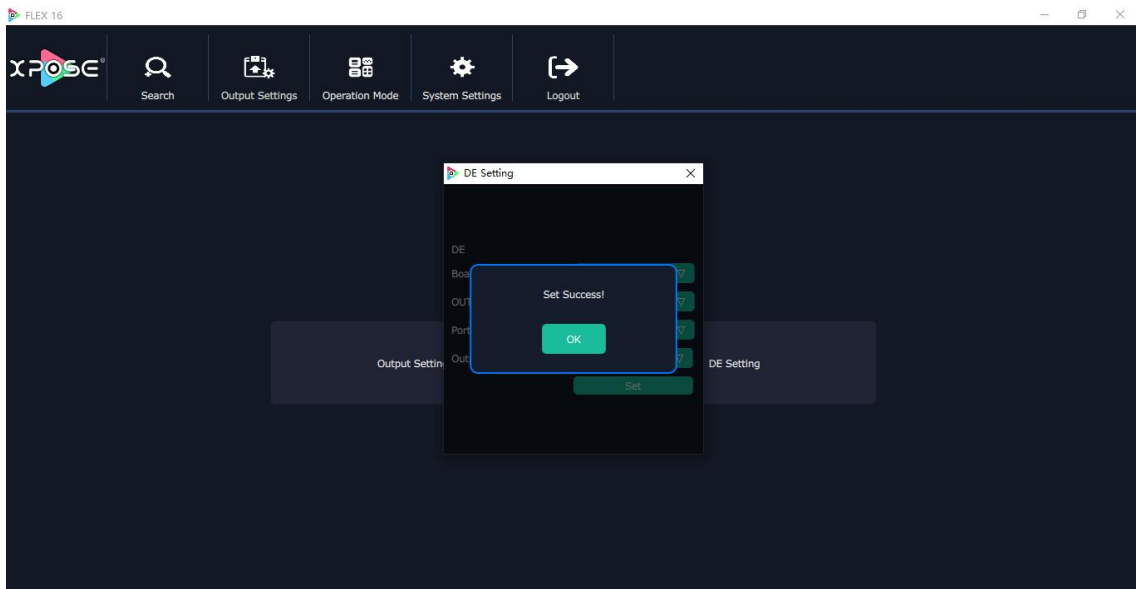 FLEX 16
XPOSE®
Search
Output Settings
Operation Mode
System Settings
Logout
DE Setting
DE
Boa
OUT
Port
Out
Set Success!
OK
Set
Output Settin
DE Setting